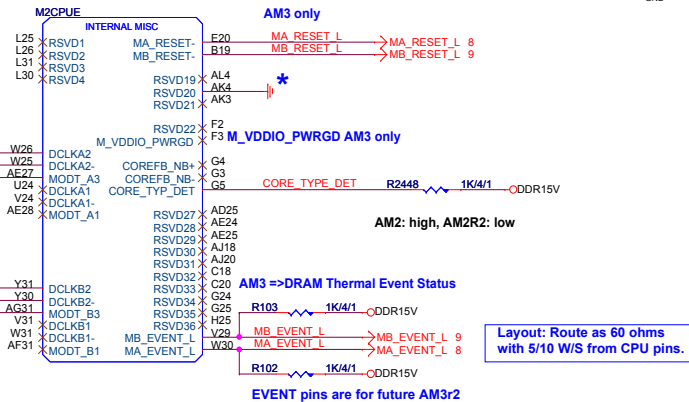 M2CPUE
AM3 only
INTERNAL MISC
L25 RSVD1 MA_RESET- E20 MA_RESET_L MA_RESET_L 8
L26 RSVD2 MB_RESET- B19 MB_RESET_L MB_RESET_L 9
L31 RSVD3
L30 RSVD4
RSVD19 AL4 *
RSVD20 AK4
RSVD21 AK3
RSVD22 F2
M_VDDIO_PWRGD F3 M_VDDIO_PWRGD AM3 only
W26 DCLKA2
W25 DCLKA2- COREFB_NB+ G4
AE27 MODT_A3 COREFB_NB- G3
U24 DCLKA1 CORE_TYP_DET G5 CORE_TYPE_DET R2448 1K/4/1 DDR15V
V24 DCLKA1-
AE28 MODT_A1 RSVD27 AD25
AM2: high, AM2R2: low
RSVD28 AE24
RSVD29 AE25
RSVD30 AJ18
RSVD31 AJ20
RSVD32 C18
RSVD33 C20 AM3 =>DRAM Thermal Event Status
Y31 DCLKB2 RSVD34 G24
Y30 DCLKB2- RSVD35 G25 R103 1K/4/1 DDR15V
AG31 MODT_B3 RSVD36 H25
V31 DCLKB1 MB_EVENT_L V29 MB_EVENT_L MB_EVENT_L 9
W31 DCLKB1- MA_EVENT_L W30 MA_EVENT_L MA_EVENT_L 8
AF31 MODT_B1
Layout: Route as 60 ohms
with 5/10 W/S from CPU pins.
R102 1K/4/1 DDR15V
EVENT pins are for future AM3r2